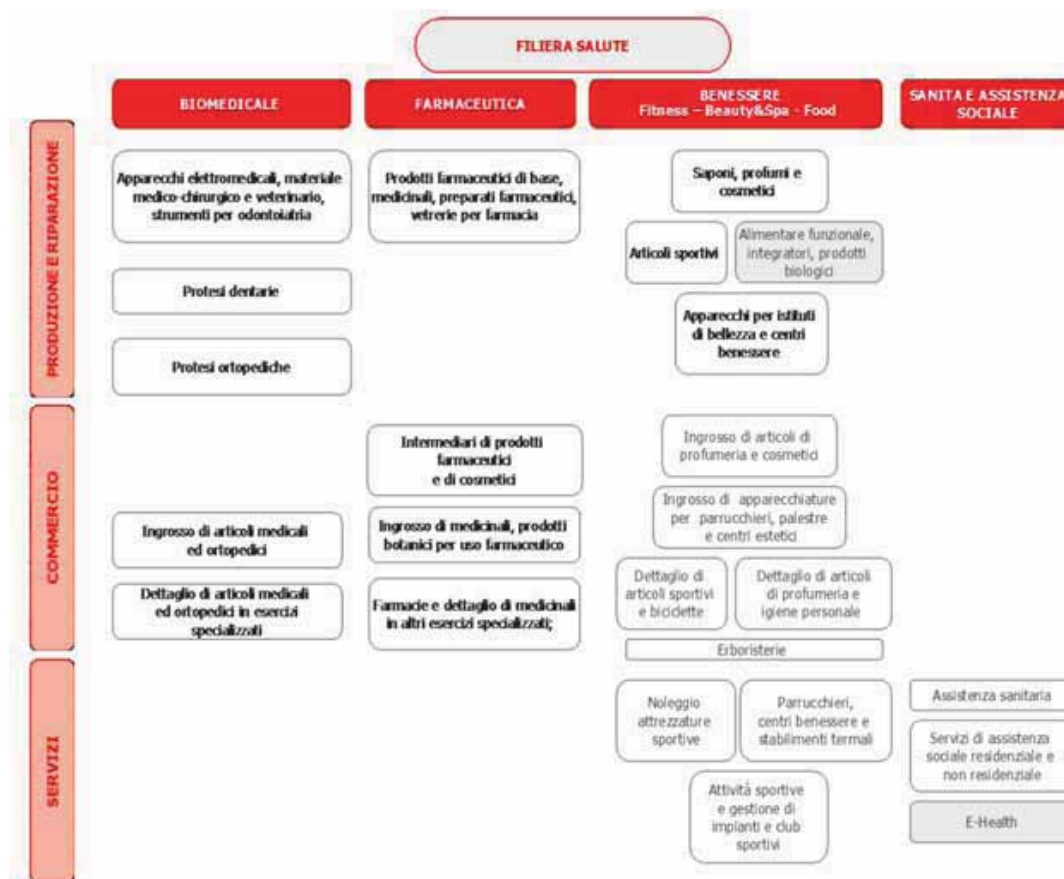 FILIERA SALUTE
BIOMEDICALE
FARMACEUTICA
BENESSERE
Fitness – Beauty&Spa - Food
SANITA E ASSISTENZA
SOCIALE
PRODUZIONE E RIPARAZIONE
Apparecchi elettromedicali, materiale
medico-chirurgico e veterinario,
strumenti per odontoiatria
Protesi dentarie
Protesi ortopediche
Prodotti farmaceutici di base,
medicinali, preparati farmaceutici,
vetrerie per farmacia
Saponi, profumi e
cosmetici
Articoli sportivi
Alimentare funzionale,
integratori, prodotti
biologici
Apparecchi per istituti
di bellezza e centri
benessere
COMMERCIO
Ingrosso di articoli medicali
ed ortopedici
Dettaglio di articoli medicali
ed ortopedici in esercizi
specializzati
Intermediari di prodotti
farmaceutici
e di cosmetici
Ingrosso di medicinali, prodotti
botanici per uso farmaceutico
Farmacie e dettaglio di medicinali
in altri esercizi specializzati;
Ingrosso di articoli di
profumeria e cosmetici
Ingrosso di apparecchiature
per parrucchieri, palestre
e centri estetici
Dettaglio di
articoli sportivi
e biciclette
Dettaglio di articoli
di profumeria e
igiene personale
Erboristerie
SERVIZI
Noleggio
attrezzature
sportive
Parrucchieri,
centri benessere e
stabilimenti termali
Attività sportive
e gestione di
impianti e club
sportivi
Assistenza sanitaria
Servizi di assistenza
sociale residenziale e
non residenziale
E-Health